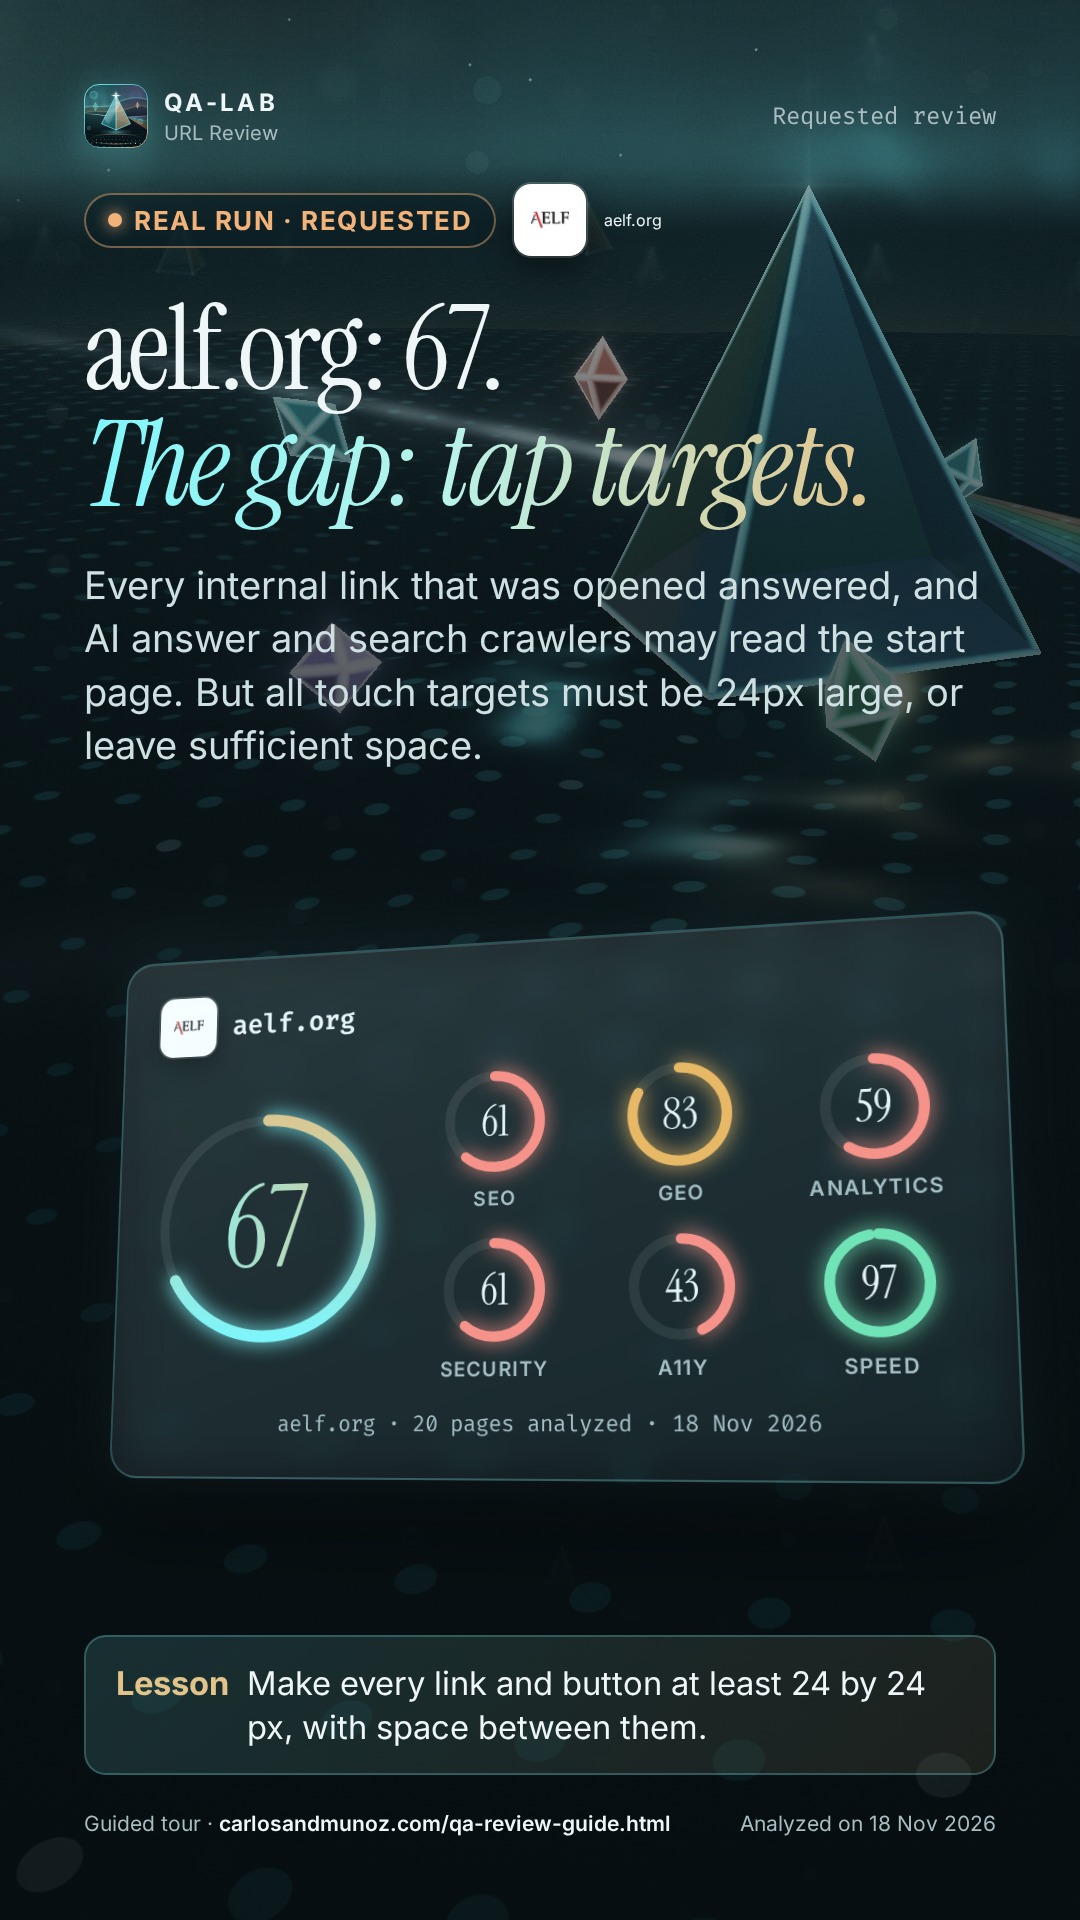 QA-LAB
URL Review
Requested review
REAL RUN · REQUESTED
AELF
aelf.org
aelf.org: 67.
The gap: tap targets.
Every internal link that was opened answered, and
AI answer and search crawlers may read the start
page. But all touch targets must be 24px large, or
leave sufficient space.
AELF
aelf.org
67
61
SEO
83
GEO
59
ANALYTICS
61
SECURITY
43
A11Y
97
SPEED
aelf.org · 20 pages analyzed · 18 Nov 2026
Lesson Make every link and button at least 24 by 24
px, with space between them.
Guided tour · carlosandmunoz.com/qa-review-guide.html
Analyzed on 18 Nov 2026